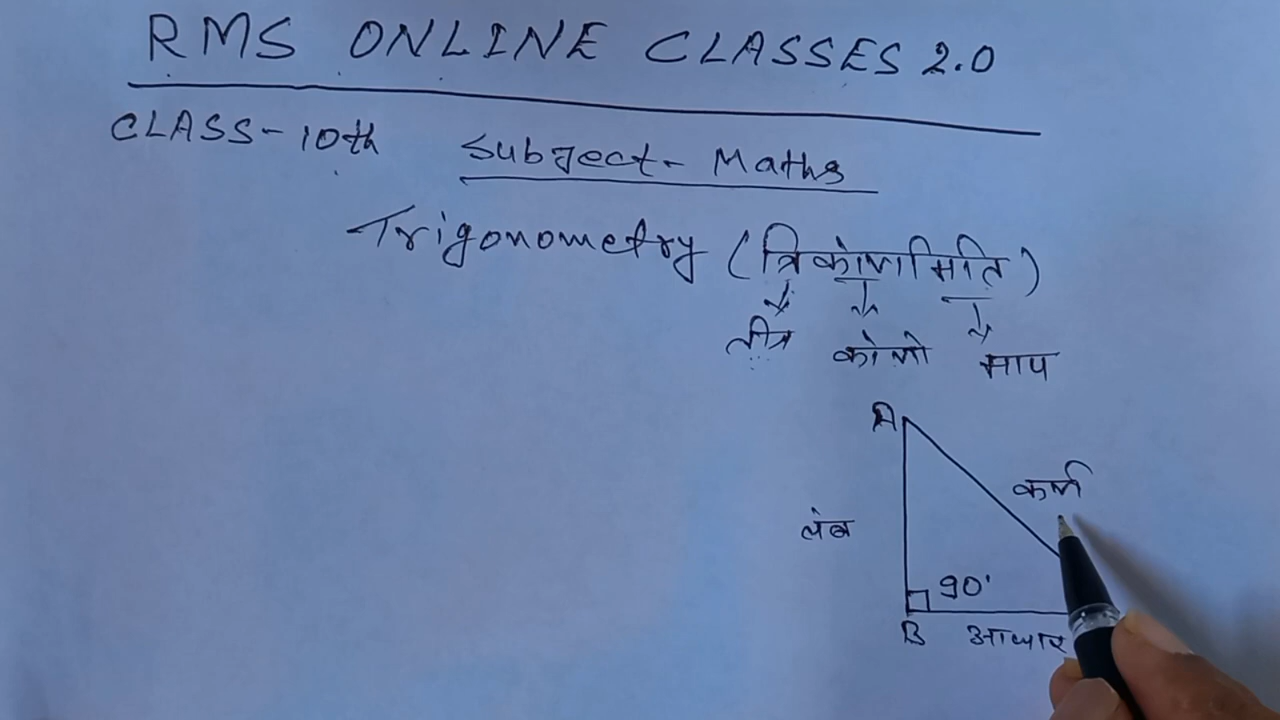 RMS ONLINE CLASSES 2.0
CLASS-10th Subject- Maths
Trigonometry (त्रिकोणमिति)
तीन कोणो माप
A
कर्ण
लंब
90°
B आधार